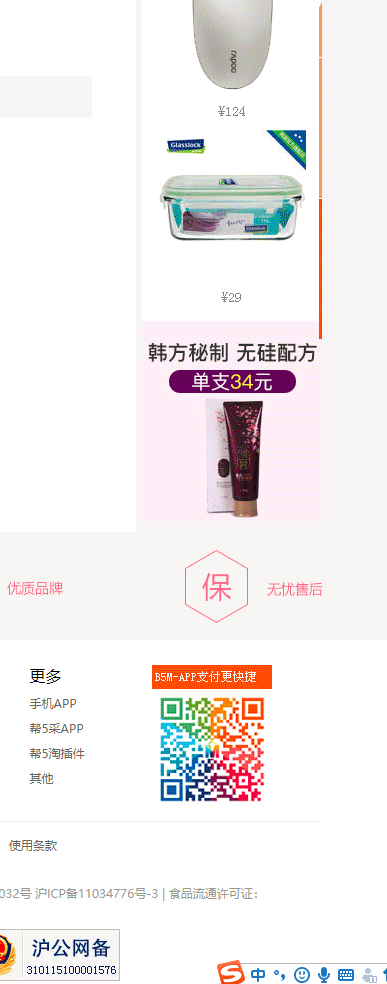 rapoo
¥124
Glasslock
Glasslock
¥29
韩方秘制 无硅配方
单支34元
优质品牌
保
无忧售后
更多
B5M-APP支付更快捷
手机APP
帮5采APP
帮5淘插件
其他
使用条款
032号 沪ICP备11034776号-3 | 食品流通许可证:
沪公网备
310115100001576
S 中